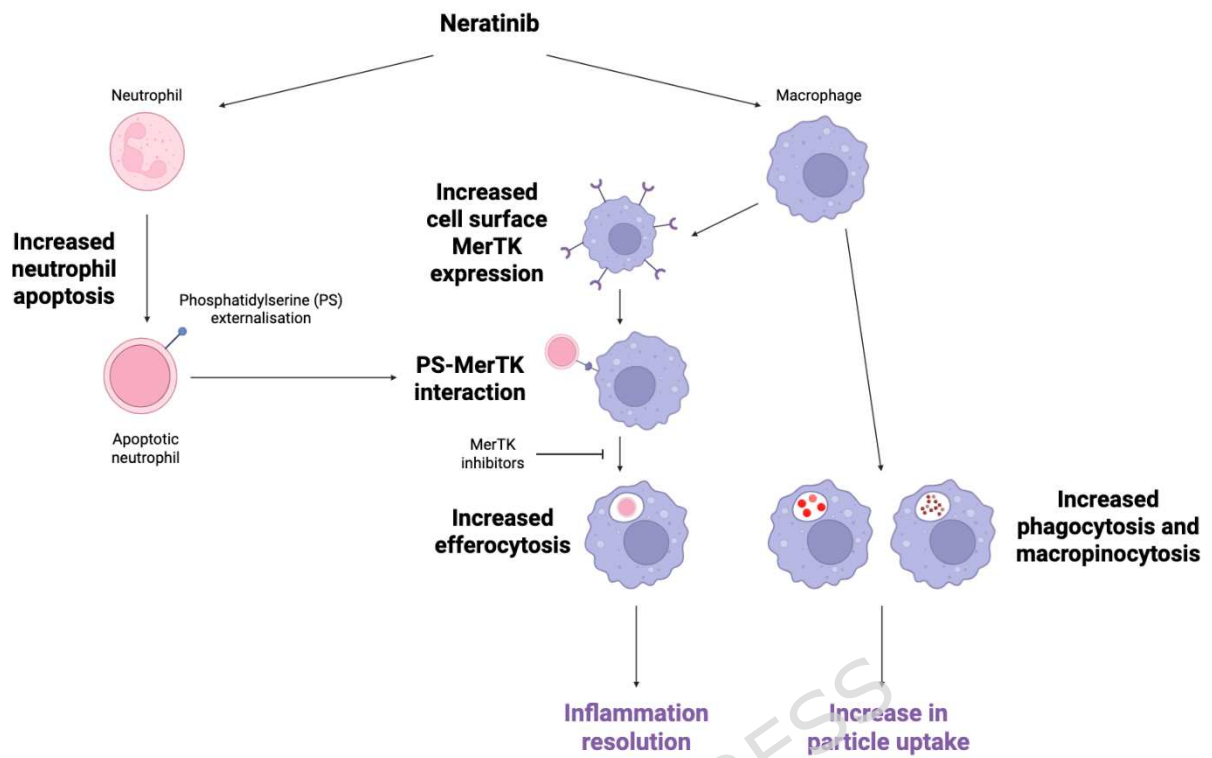 Neratinib
Neutrophil
Macrophage
Increased
cell surface
MerTK
expression
Increased
neutrophil
apoptosis
Phosphatidylserine (PS)
externalisation
PS-MerTK
interaction
Apoptotic
neutrophil
MerTK
inhibitors
Increased
efferocytosis
Increased
phagocytosis and
macropinocytosis
Inflammation
resolution
Increase in
particle uptake
ESS